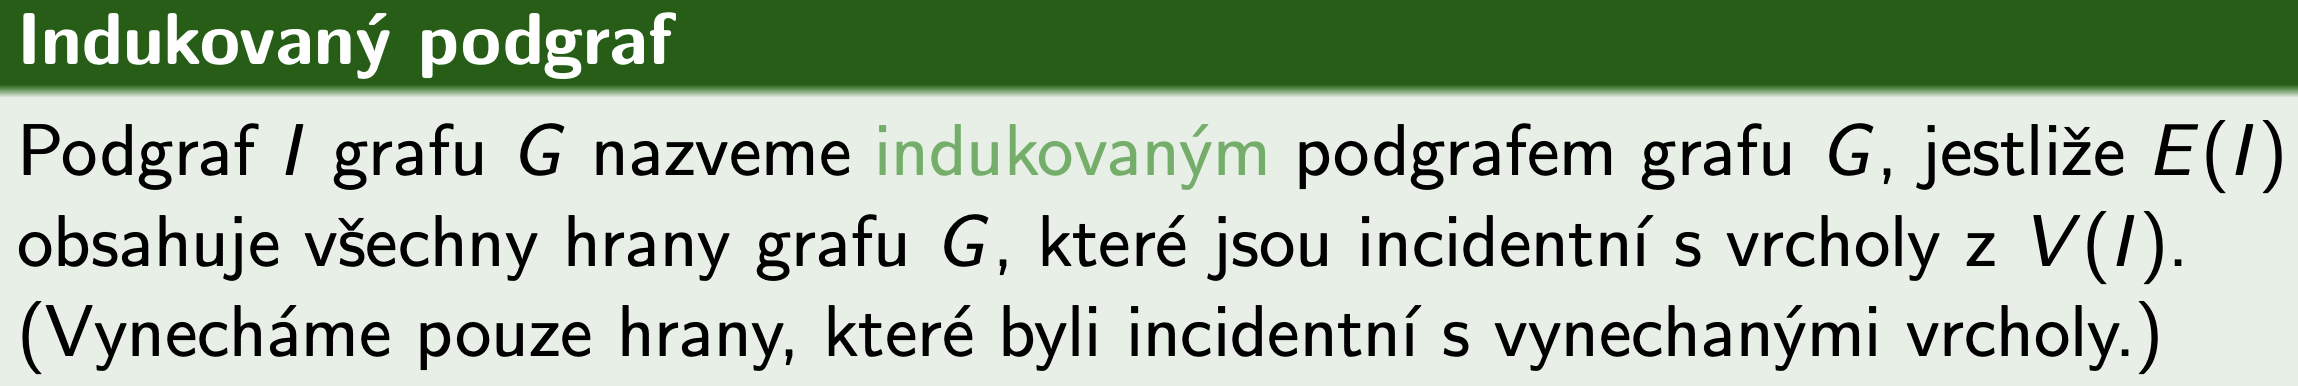 Indukovaný podgraf
Podgraf I grafu G nazveme indukovaným podgrafem grafu G, jestliže E(I)
obsahuje všechny hrany grafu G, které jsou incidentní s vrcholy z V(I).
(Vynecháme pouze hrany, které byli incidentní s vynechanými vrcholy.)